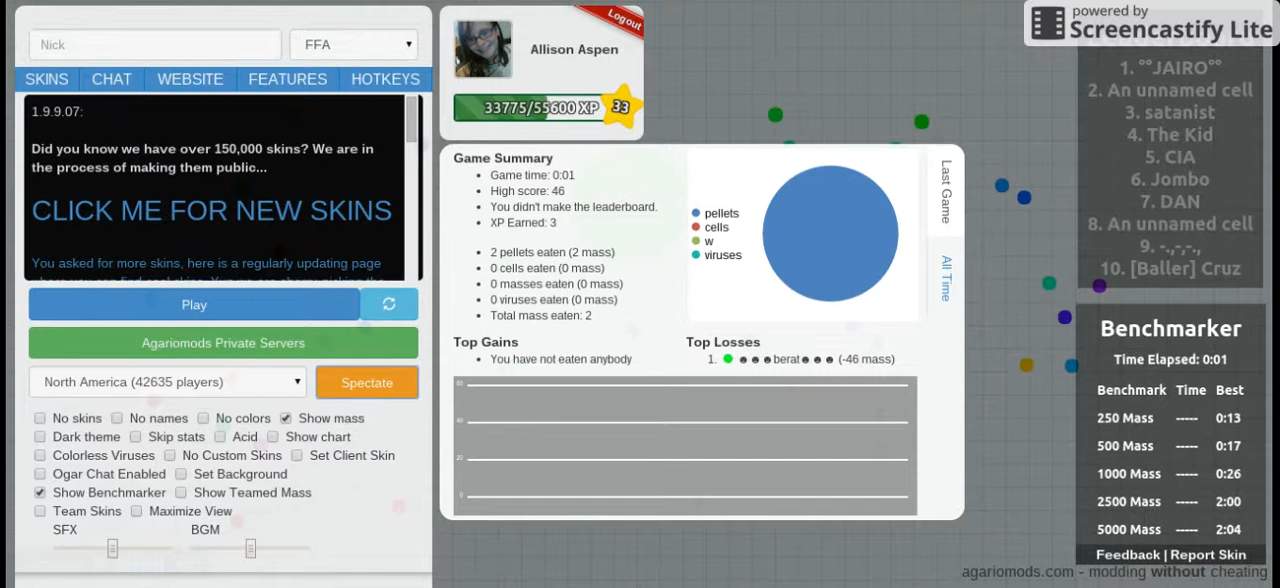 Nick
FFA
SKINS CHAT WEBSITE FEATURES HOTKEYS
1.9.9.07:
Did you know we have over 150,000 skins? We are in
the process of making them public...
CLICK ME FOR NEW SKINS
You asked for more skins, here is a regularly updating page
Play
Agariomods Private Servers
North America (42635 players)
Spectate
No skins No names No colors Show mass
Dark theme Skip stats Acid Show chart
Colorless Viruses No Custom Skins Set Client Skin
Ogar Chat Enabled Set Background
Show Benchmarker Show Teamed Mass
Team Skins Maximize View
SFX BGM
Logout
Allison Aspen
33775/55600 XP 33
Game Summary
Game time: 0:01
High score: 46
You didn't make the leaderboard.
XP Earned: 3
2 pellets eaten (2 mass)
0 cells eaten (0 mass)
0 masses eaten (0 mass)
0 viruses eaten (0 mass)
Total mass eaten: 2
pellets
cells
w
viruses
Last Game
All Time
Top Gains
You have not eaten anybody
Top Losses
1. ☻☻☻berat☻☻☻ (-46 mass)
60
40
20
0
powered by
Screencastify Lite
1. °°JAIRO°°
2. An unnamed cell
3. satanist
4. The Kid
5. CIA
6. Jombo
7. DAN
8. An unnamed cell
9. -.,-,-.,
10. [Baller] Cruz
Benchmarker
Time Elapsed: 0:01
Benchmark Time Best
250 Mass ----- 0:13
500 Mass ----- 0:17
1000 Mass ----- 0:26
2500 Mass ----- 2:00
5000 Mass ----- 2:04
Feedback | Report Skin
agariomods.com - modding without cheating